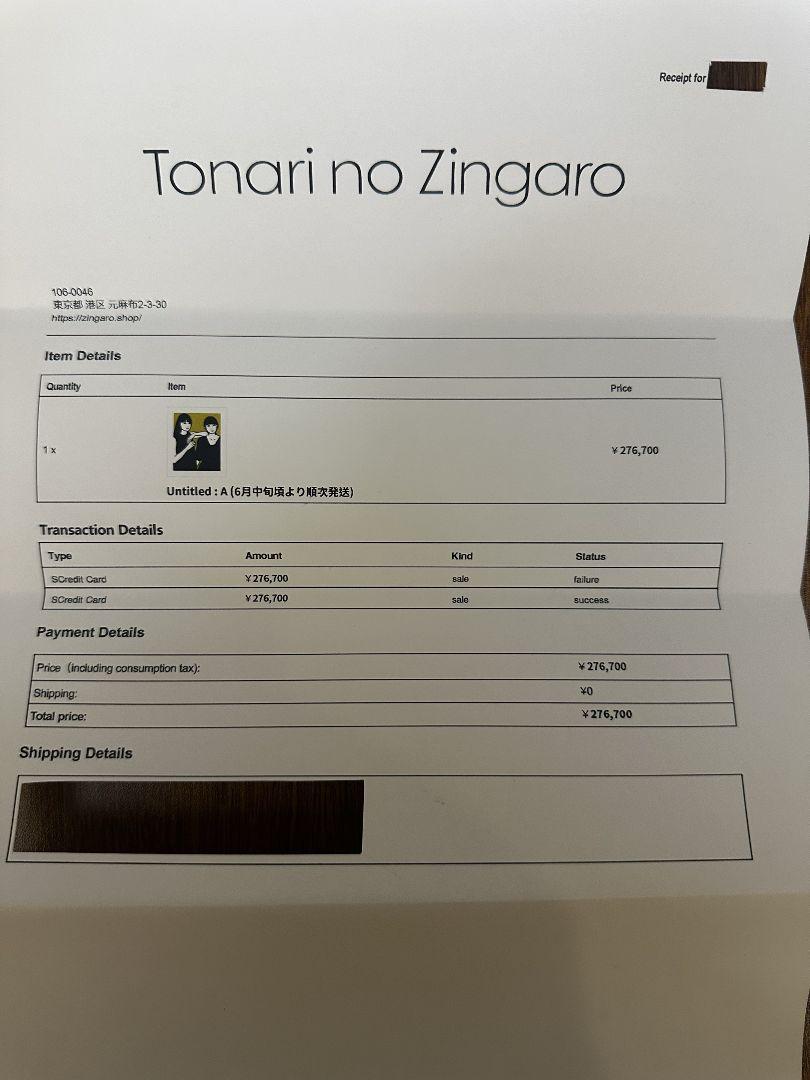 Receipt for
Tonari no Zingaro
106-0046
東京都 港区 元麻布2-3-30
https://zingaro.shop/
Item Details
Quantity Item Price
1 x ¥276,700
Untitled : A (6月中旬頃より順次発送)
Transaction Details
Type Amount Kind Status
SCredit Card ¥276,700 sale failure
SCredit Card ¥276,700 sale success
Payment Details
Price（including consumption tax): ¥276,700
Shipping: ¥0
Total price: ¥276,700
Shipping Details